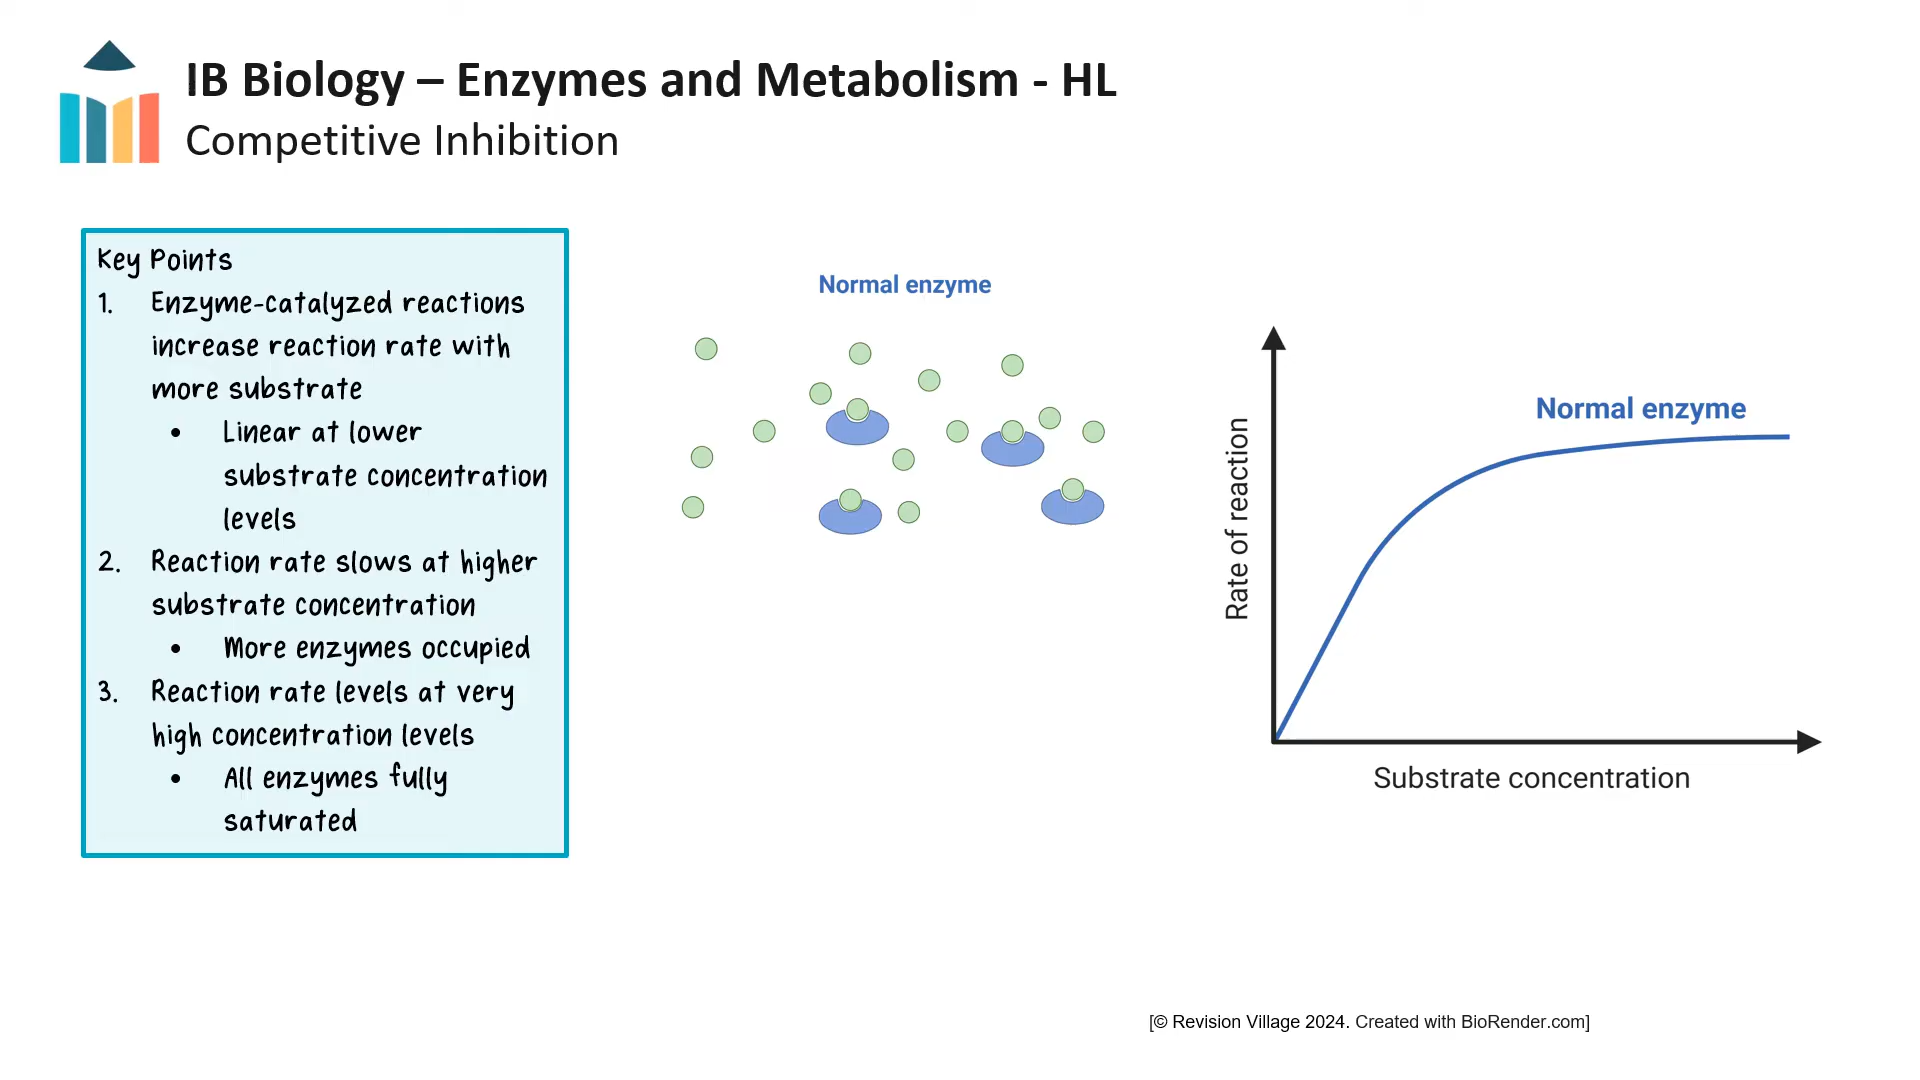 IB Biology – Enzymes and Metabolism - HL
Competitive Inhibition
Key Points
1. Enzyme-catalyzed reactions
increase reaction rate with
more substrate
• Linear at lower
substrate concentration
levels
2. Reaction rate slows at higher
substrate concentration
• More enzymes occupied
3. Reaction rate levels at very
high concentration levels
• All enzymes fully
saturated
Normal enzyme
Normal enzyme
Rate of reaction
Substrate concentration
[© Revision Village 2024. Created with BioRender.com]